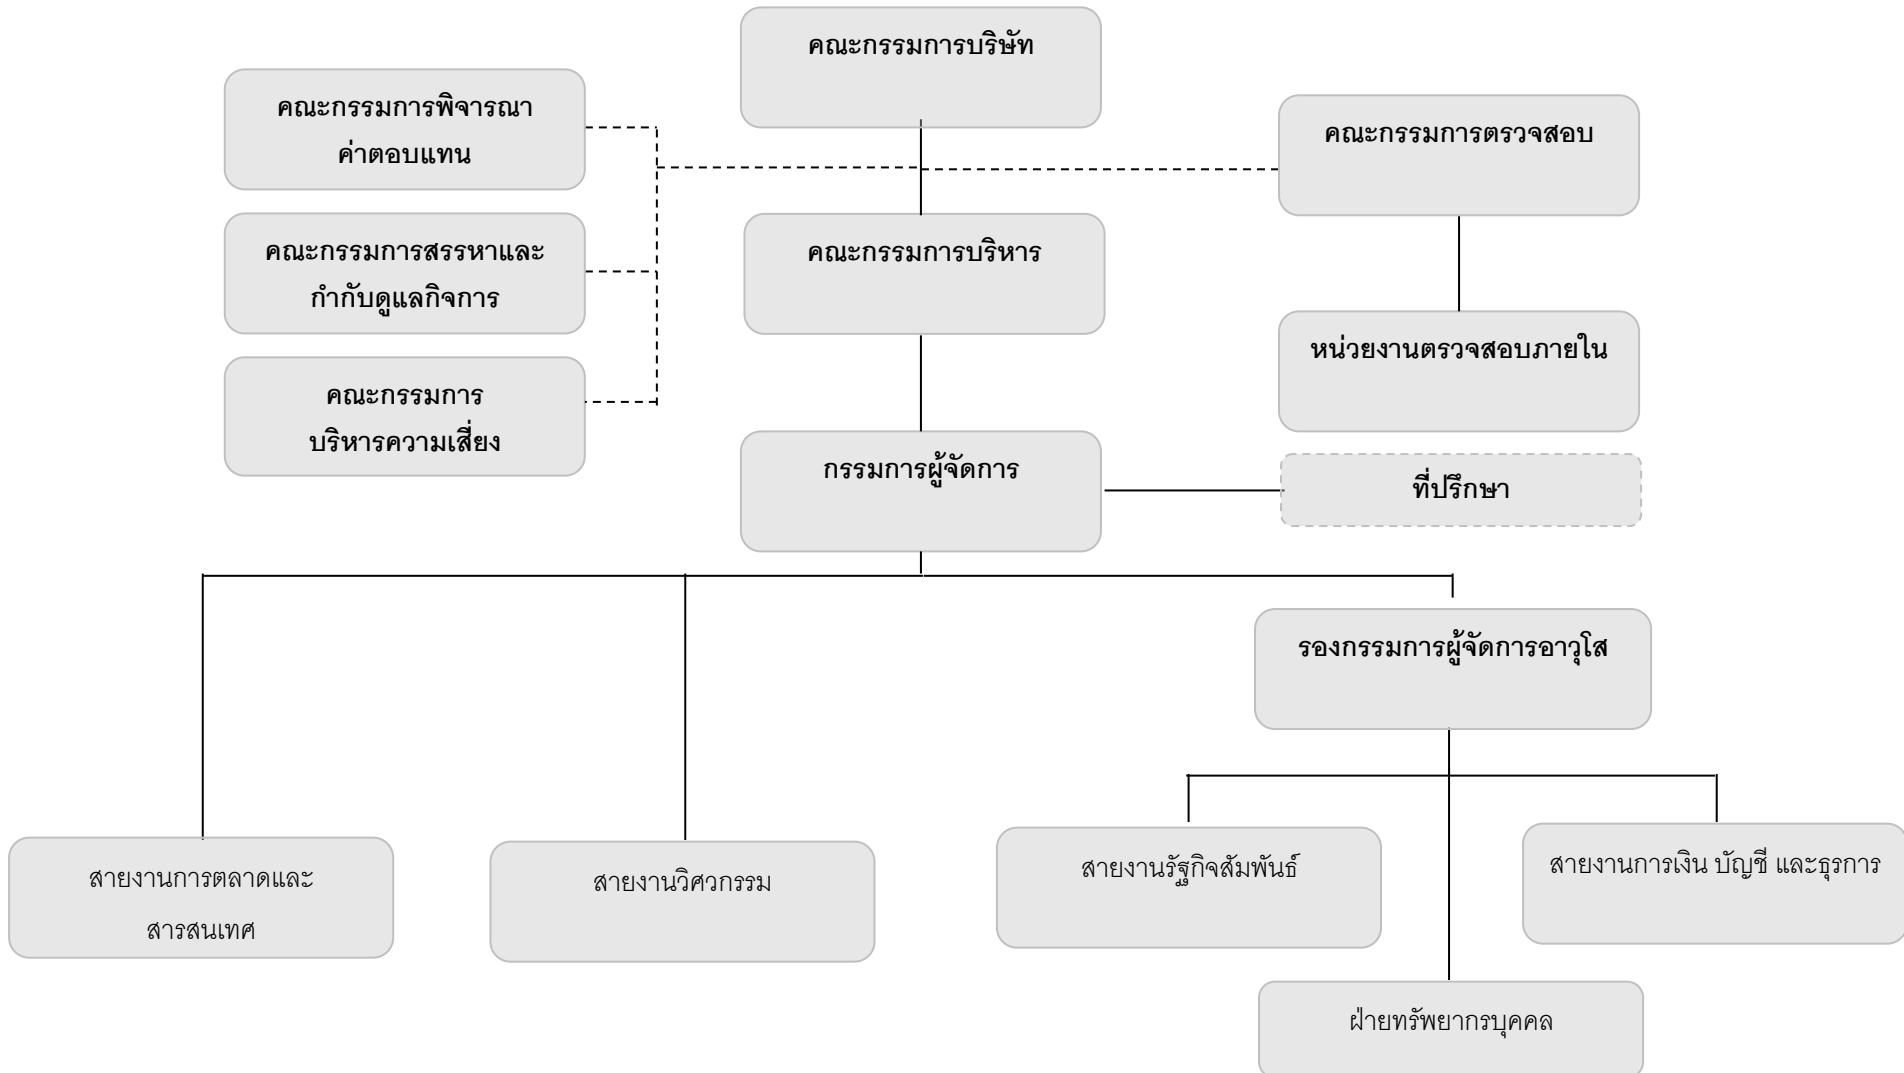 คณะกรรมการบริษัท
คณะกรรมการพิจารณา
ค่าตอบแทน
คณะกรรมการตรวจสอบ
คณะกรรมการสรรหาและ
กำกับดูแลกิจการ
คณะกรรมการบริหาร
หน่วยงานตรวจสอบภายใน
คณะกรรมการ
บริหารความเสี่ยง
กรรมการผู้จัดการ
ที่ปรึกษา
รองกรรมการผู้จัดการอาวุโส
สายงานการตลาดและ
สารสนเทศ
สายงานวิศวกรรม
สายงานรัฐกิจสัมพันธ์
สายงานการเงิน บัญชี และธุรการ
ฝ่ายทรัพยากรบุคคล